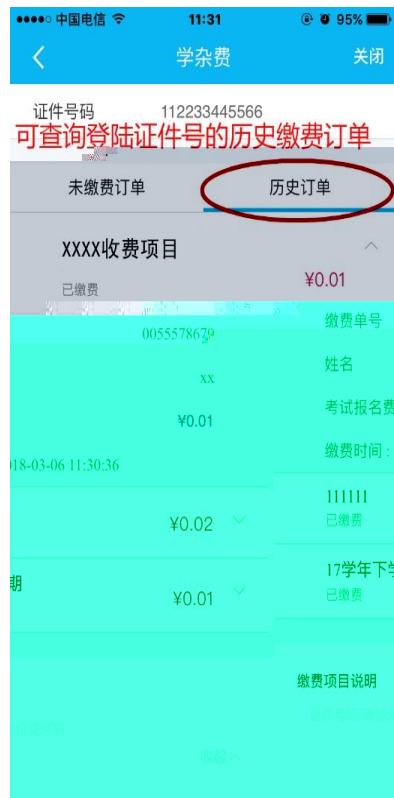 中国电信 11:31 95%
学杂费 关闭
证件号码 112233445566
可查询登陆证件号的历史缴费订单
未缴费订单 历史订单
XXXX收费项目
已缴费 ¥0.01
缴费单号
0055578679
姓名
xx
考试报名费
¥0.01
缴费时间：
18-03-06 11:30:36
111111
¥0.02
已缴费
17学年下学
期
¥0.01
已缴费
缴费项目说明
收起